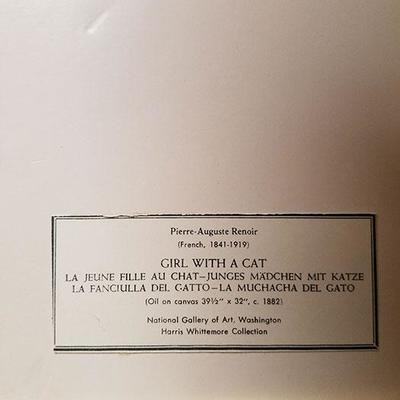 Pierre-Auguste Renoir
(French, 1841-1919)
GIRL WITH A CAT
LA JEUNE FILLE AU CHAT–JUNGES MÄDCHEN MIT KATZE
LA FANCIULLA DEL GATTO–LA MUCHACHA DEL GATO
(Oil on canvas 39½" x 32", c. 1882)
National Gallery of Art, Washington
Harris Whittemore Collection